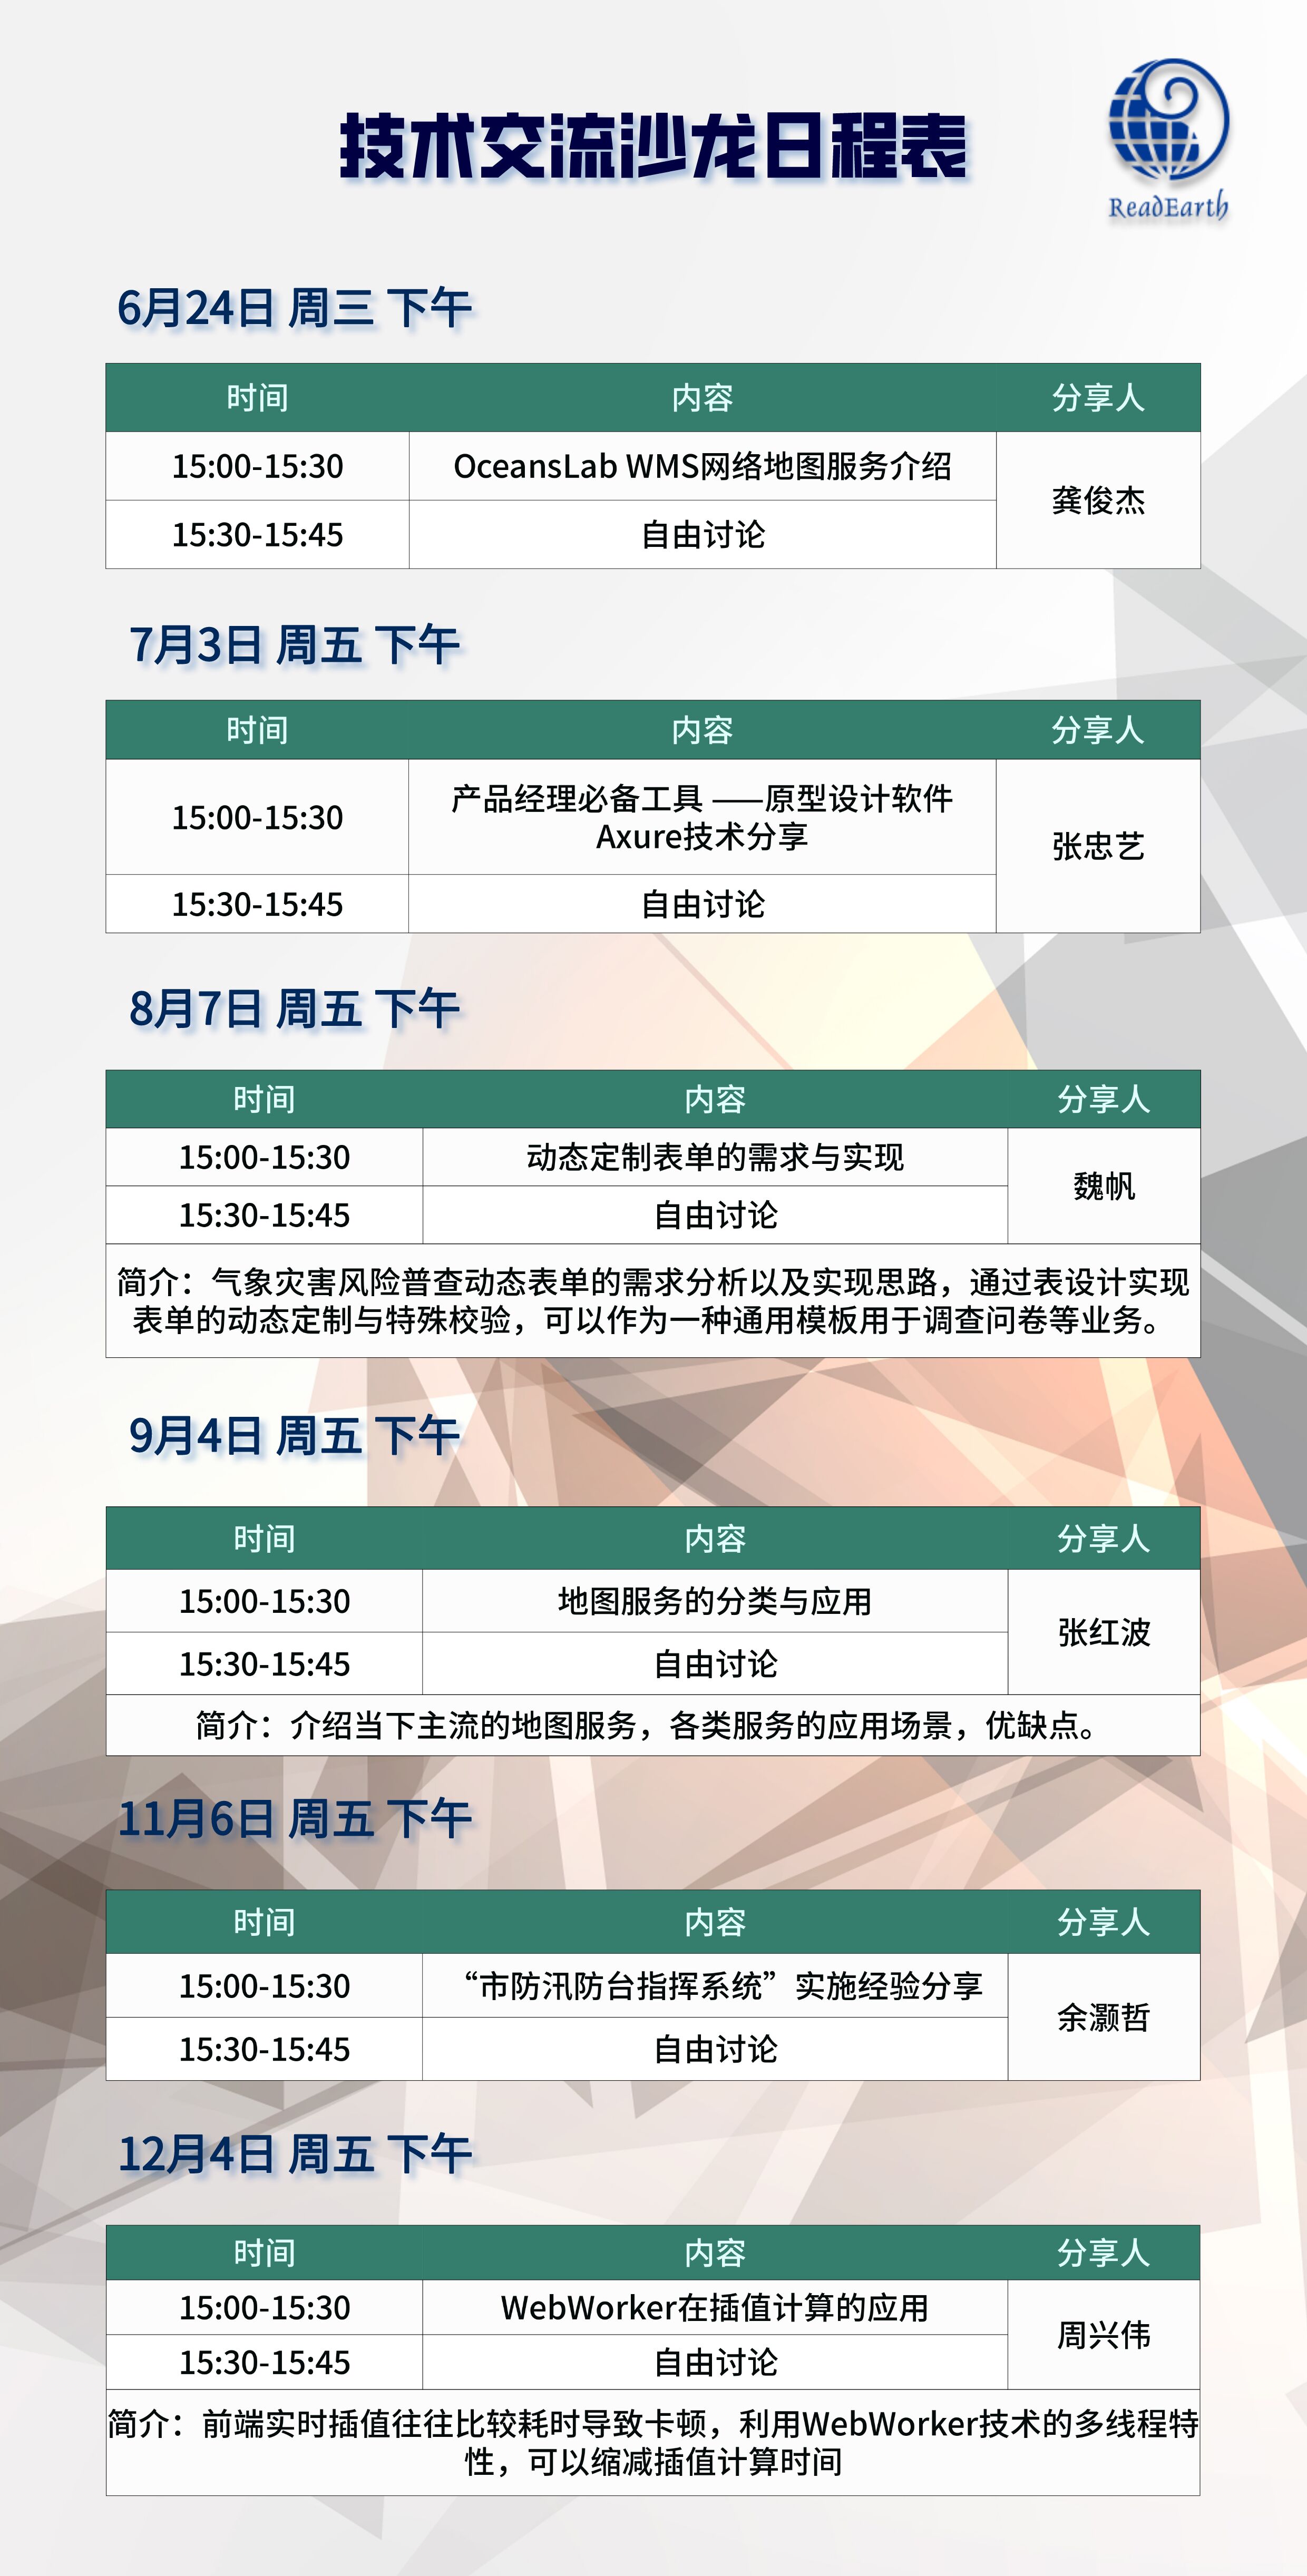 技术交流沙龙日程表
ReadEarth
6月24日 周三 下午
时间 内容 分享人
15:00-15:30 OceansLab WMS网络地图服务介绍
龚俊杰
15:30-15:45 自由讨论
7月3日 周五 下午
时间 内容 分享人
15:00-15:30 产品经理必备工具 ——原型设计软件
Axure技术分享
张忠艺
15:30-15:45 自由讨论
8月7日 周五 下午
时间 内容 分享人
15:00-15:30 动态定制表单的需求与实现
魏帆
15:30-15:45 自由讨论
简介：气象灾害风险普查动态表单的需求分析以及实现思路，通过表设计实现
表单的动态定制与特殊校验，可以作为一种通用模板用于调查问卷等业务。
9月4日 周五 下午
时间 内容 分享人
15:00-15:30 地图服务的分类与应用
张红波
15:30-15:45 自由讨论
简介：介绍当下主流的地图服务，各类服务的应用场景，优缺点。
11月6日 周五 下午
时间 内容 分享人
15:00-15:30 “市防汛防台指挥系统”实施经验分享
余灏哲
15:30-15:45 自由讨论
12月4日 周五 下午
时间 内容 分享人
15:00-15:30 WebWorker在插值计算的应用
周兴伟
15:30-15:45 自由讨论
简介：前端实时插值往往比较耗时导致卡顿，利用WebWorker技术的多线程特
性，可以缩减插值计算时间